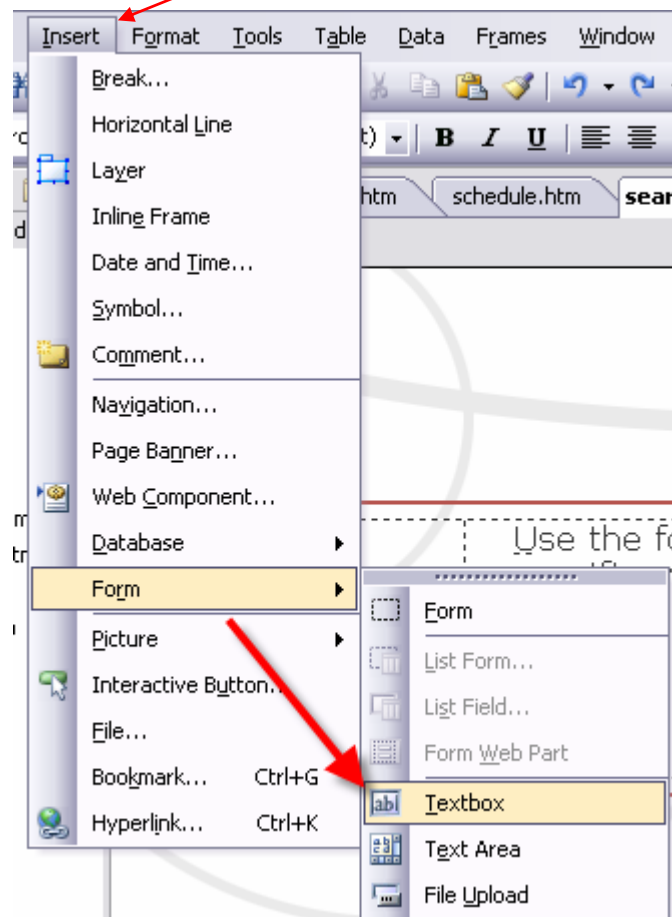 Insert Format Tools Table Data Frames Window
Break...
Horizontal Line
t) B I U
Layer
htm schedule.htm sear
Inline Frame
d
Date and Time...
Symbol...
Comment...
Navigation...
Page Banner...
Web Component...
Database
Use the fo
Form
Form
Picture
List Form...
Interactive Button...
List Field...
File...
Form Web Part
Bookmark... Ctrl+G
abl Textbox
Hyperlink... Ctrl+K
Text Area
File Upload